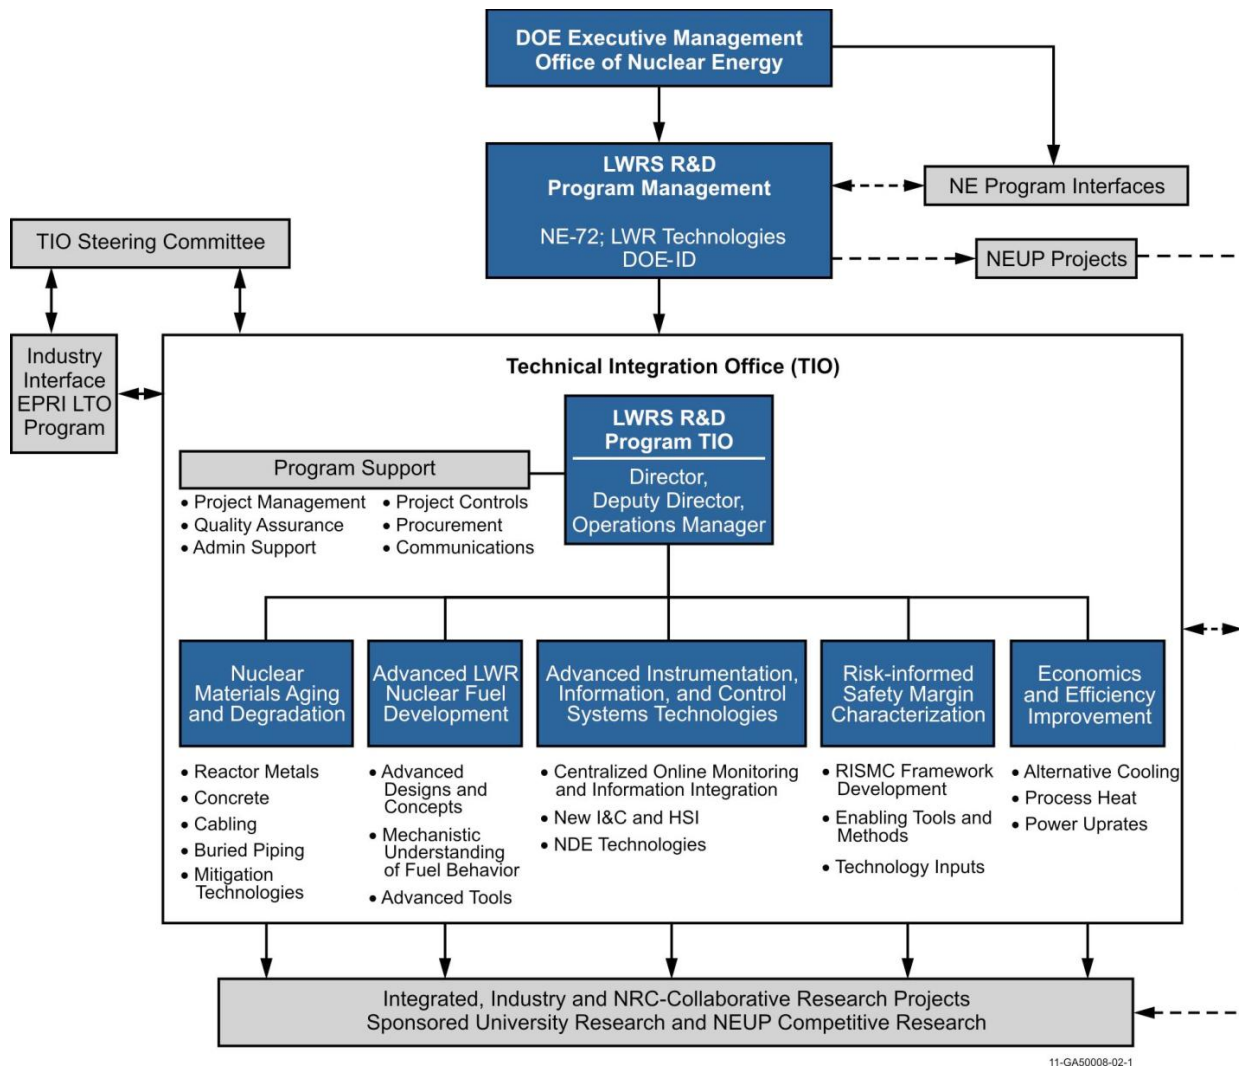 DOE Executive Management
Office of Nuclear Energy
LWRS R&D
Program Management
NE-72; LWR Technologies
DOE-ID
NE Program Interfaces
NEUP Projects
TIO Steering Committee
Industry
Interface
EPRI LTO
Program
Technical Integration Office (TIO)
LWRS R&D
Program TIO
Director,
Deputy Director,
Operations Manager
Program Support
• Project Management
• Quality Assurance
• Admin Support
• Project Controls
• Procurement
• Communications
Nuclear
Materials Aging
and Degradation
• Reactor Metals
• Concrete
• Cabling
• Buried Piping
• Mitigation
Technologies
Advanced LWR
Nuclear Fuel
Development
• Advanced
Designs and
Concepts
• Mechanistic
Understanding
of Fuel Behavior
• Advanced Tools
Advanced Instrumentation,
Information, and Control
Systems Technologies
• Centralized Online Monitoring
and Information Integration
• New I&C and HSI
• NDE Technologies
Risk-informed
Safety Margin
Characterization
• RISMC Framework
Development
• Enabling Tools and
Methods
• Technology Inputs
Economics
and Efficiency
Improvement
• Alternative Cooling
• Process Heat
• Power Uprates
Integrated, Industry and NRC-Collaborative Research Projects
Sponsored University Research and NEUP Competitive Research
11-GA50008-02-1